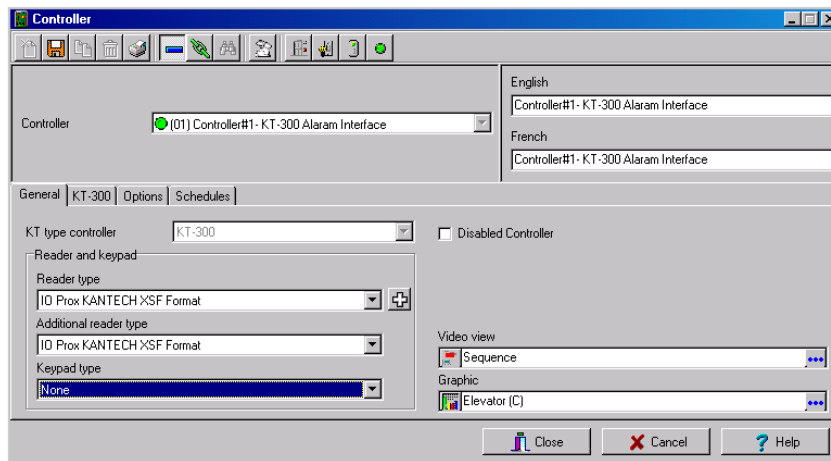 Controller
English
Controller#1- KT-300 Alaram Interface
Controller
(01) Controller#1- KT-300 Alaram Interface
French
Controller#1- KT-300 Alaram Interface
General KT-300 Options Schedules
KT type controller
KT-300
Disabled Controller
Reader and keypad
Reader type
IO Prox KANTECH XSF Format
Additional reader type
IO Prox KANTECH XSF Format
Keypad type
None
Video view
Sequence
Graphic
Elevator (C)
Close Cancel Help